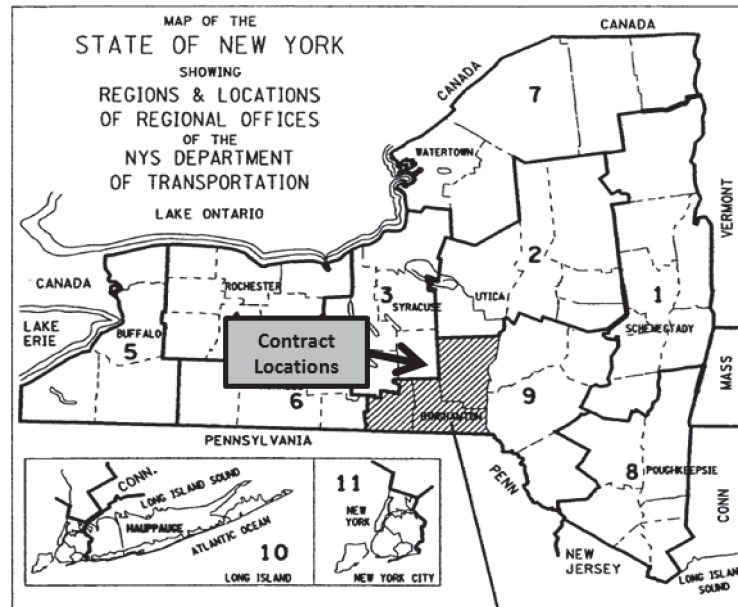 MAP OF THE
STATE OF NEW YORK
SHOWING
REGIONS & LOCATIONS
OF REGIONAL OFFICES
OF THE
NYS DEPARTMENT
OF TRANSPORTATION
LAKE ONTARIO
CANADA
CANADA
7
WATERTOWN
VERMONT
2
CANADA
ROCHESTER
3
SYRACUSE
UTICA
1
SCHENECTADY
LAKE
ERIE
BUFFALO
5
Contract
Locations
MASS
6
BINGHAMTON
9
PENNSYLVANIA
PENN
8
POUGHKEEPSIE
CONN
NEW
JERSEY
LONG ISLAND
SOUND
CONN.
LONG ISLAND SOUND
HAUPPAUGE
ATLANTIC OCEAN
10
LONG ISLAND
11
NEW
YORK
NEW YORK CITY